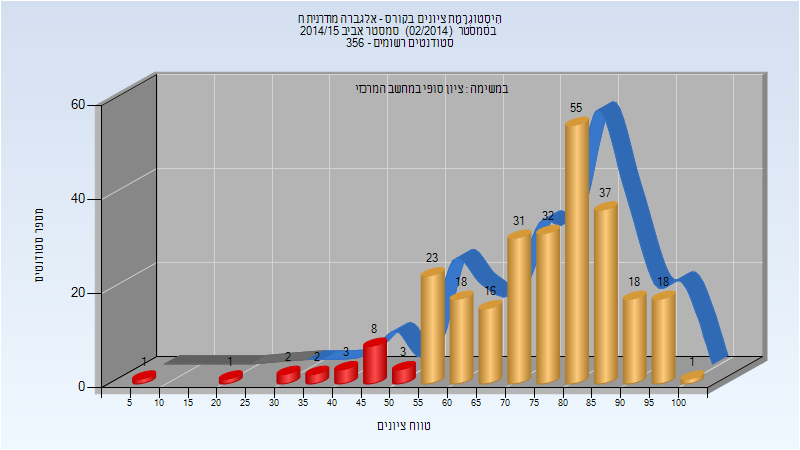 היסטוגרמת ציונים בקורס - אלגברה מודרנית ח
בסמסטר (02/2014) סמסטר אביב 2014/15
סטודנטים רשומים - 356
במשימה : ציון סופי במחשב המרכזי
מספר סטודנטים
60
40
20
0
1 1 2 2 3 8 3 23 18 16 31 32 55 37 18 18 1
5 10 15 20 25 30 35 40 45 50 55 60 65 70 75 80 85 90 95 100
טווח ציונים